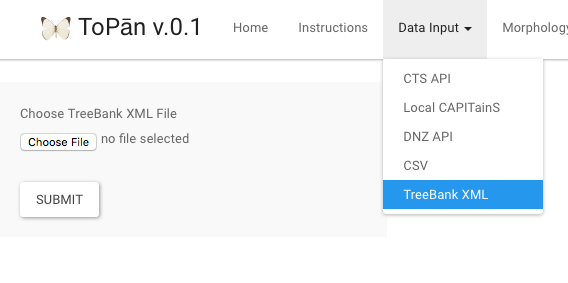 ToPān v.0.1 Home Instructions Data Input Morphology
CTS API
Local CAPITainS
DNZ API
CSV
TreeBank XML
Choose TreeBank XML File
Choose File no file selected
SUBMIT